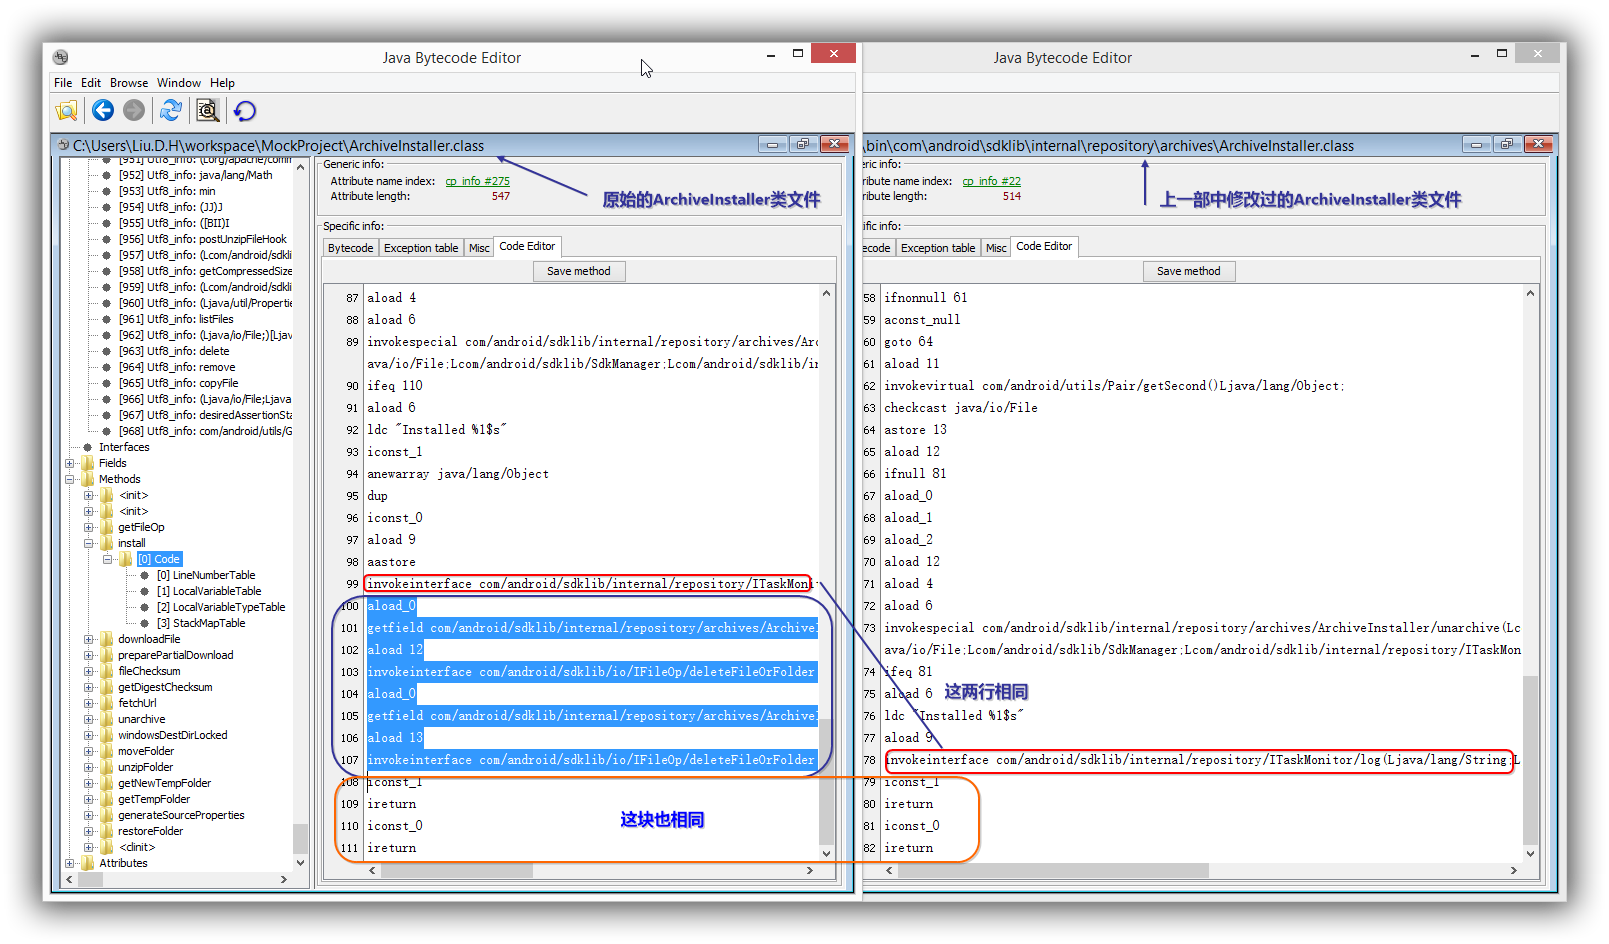 Java Bytecode Editor
File Edit Browse Window Help
C:\Users\Liu.D.H\workspace\MockProject\ArchiveInstaller.class
[951] Utf8_info: (Lorg/apache/comm
[952] Utf8_info: java/lang/Math
[953] Utf8_info: min
[954] Utf8_info: (JJ)J
[955] Utf8_info: ([BII)I
[956] Utf8_info: postUnzipFileHook
[957] Utf8_info: (Lcom/android/sdkli
[958] Utf8_info: getCompressedSize
[959] Utf8_info: (Lcom/android/sdkli
[960] Utf8_info: (Ljava/util/Propertie
[961] Utf8_info: listFiles
[962] Utf8_info: (Ljava/io/File;)[Ljav
[963] Utf8_info: delete
[964] Utf8_info: remove
[965] Utf8_info: copyFile
[966] Utf8_info: (Ljava/io/File;Ljava
[967] Utf8_info: desiredAssertionSta
[968] Utf8_info: com/android/utils/G
Interfaces
Fields
Methods
<init>
<init>
getFileOp
install
[0] Code
[0] LineNumberTable
[1] LocalVariableTable
[2] LocalVariableTypeTable
[3] StackMapTable
downloadFile
preparePartialDownload
fileChecksum
getDigestChecksum
fetchUrl
unarchive
windowsDestDirLocked
moveFolder
unzipFolder
getNewTempFolder
getTempFolder
generateSourceProperties
restoreFolder
<clinit>
Attributes
Generic info:
Attribute name index: cp_info #275
Attribute length: 547
原始的ArchiveInstaller类文件
Specific info:
Bytecode Exception table Misc Code Editor
Save method
87 aload 4
88 aload 6
89 invokespecial com/android/sdklib/internal/repository/archives/Arc
ava/io/File;Lcom/android/sdklib/SdkManager;Lcom/android/sdklib/in
90 ifeq 110
91 aload 6
92 ldc "Installed %1$s"
93 iconst_1
94 anewarray java/lang/Object
95 dup
96 iconst_0
97 aload 9
98 aastore
99 invokeinterface com/android/sdklib/internal/repository/ITaskMoni
100 aload_0
101 getfield com/android/sdklib/internal/repository/archives/ArchiveI
102 aload 12
103 invokeinterface com/android/sdklib/io/IFileOp/deleteFileOrFolder
104 aload_0
105 getfield com/android/sdklib/internal/repository/archives/ArchiveI
106 aload 13
107 invokeinterface com/android/sdklib/io/IFileOp/deleteFileOrFolder
108 iconst_1
109 ireturn
110 iconst_0
111 ireturn
这块也相同
Java Bytecode Editor
\bin\com\android\sdklib\internal\repository\archives\ArchiveInstaller.class
ric info:
ribute name index: cp_info #22
ribute length: 514
上一部中修改过的ArchiveInstaller类文件
ific info:
ecode Exception table Misc Code Editor
Save method
58 ifnonnull 61
59 aconst_null
60 goto 64
61 aload 11
62 invokevirtual com/android/utils/Pair/getSecond()Ljava/lang/Object;
63 checkcast java/io/File
64 astore 13
65 aload 12
66 ifnull 81
67 aload_0
68 aload_1
69 aload_2
70 aload 12
71 aload 4
72 aload 6
73 invokespecial com/android/sdklib/internal/repository/archives/ArchiveInstaller/unarchive(Lc
ava/io/File;Lcom/android/sdklib/SdkManager;Lcom/android/sdklib/internal/repository/ITaskMon
74 ifeq 81
75 aload 6
这两行相同
76 ldc "Installed %1$s"
77 aload 9
78 invokeinterface com/android/sdklib/internal/repository/ITaskMonitor/log(Ljava/lang/String;L
79 iconst_1
80 ireturn
81 iconst_0
82 ireturn